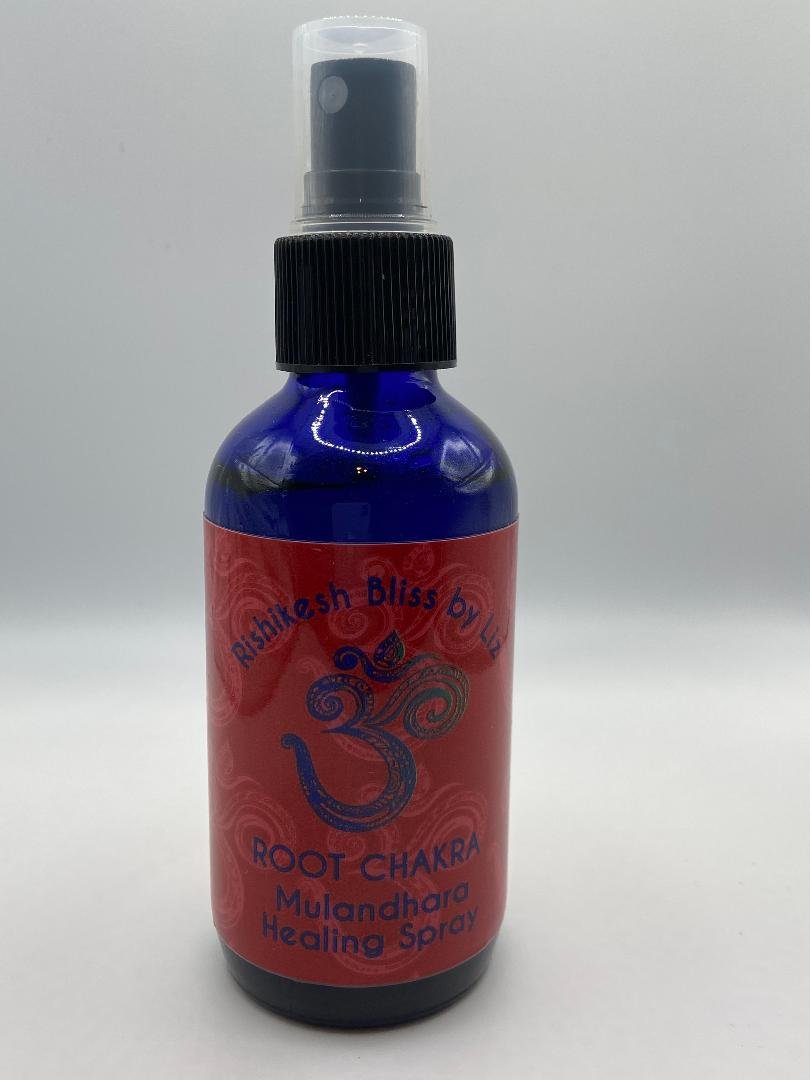 Rishikesh Bliss by Liz
ॐ
ROOT CHAKRA
Mulandhara
Healing Spray